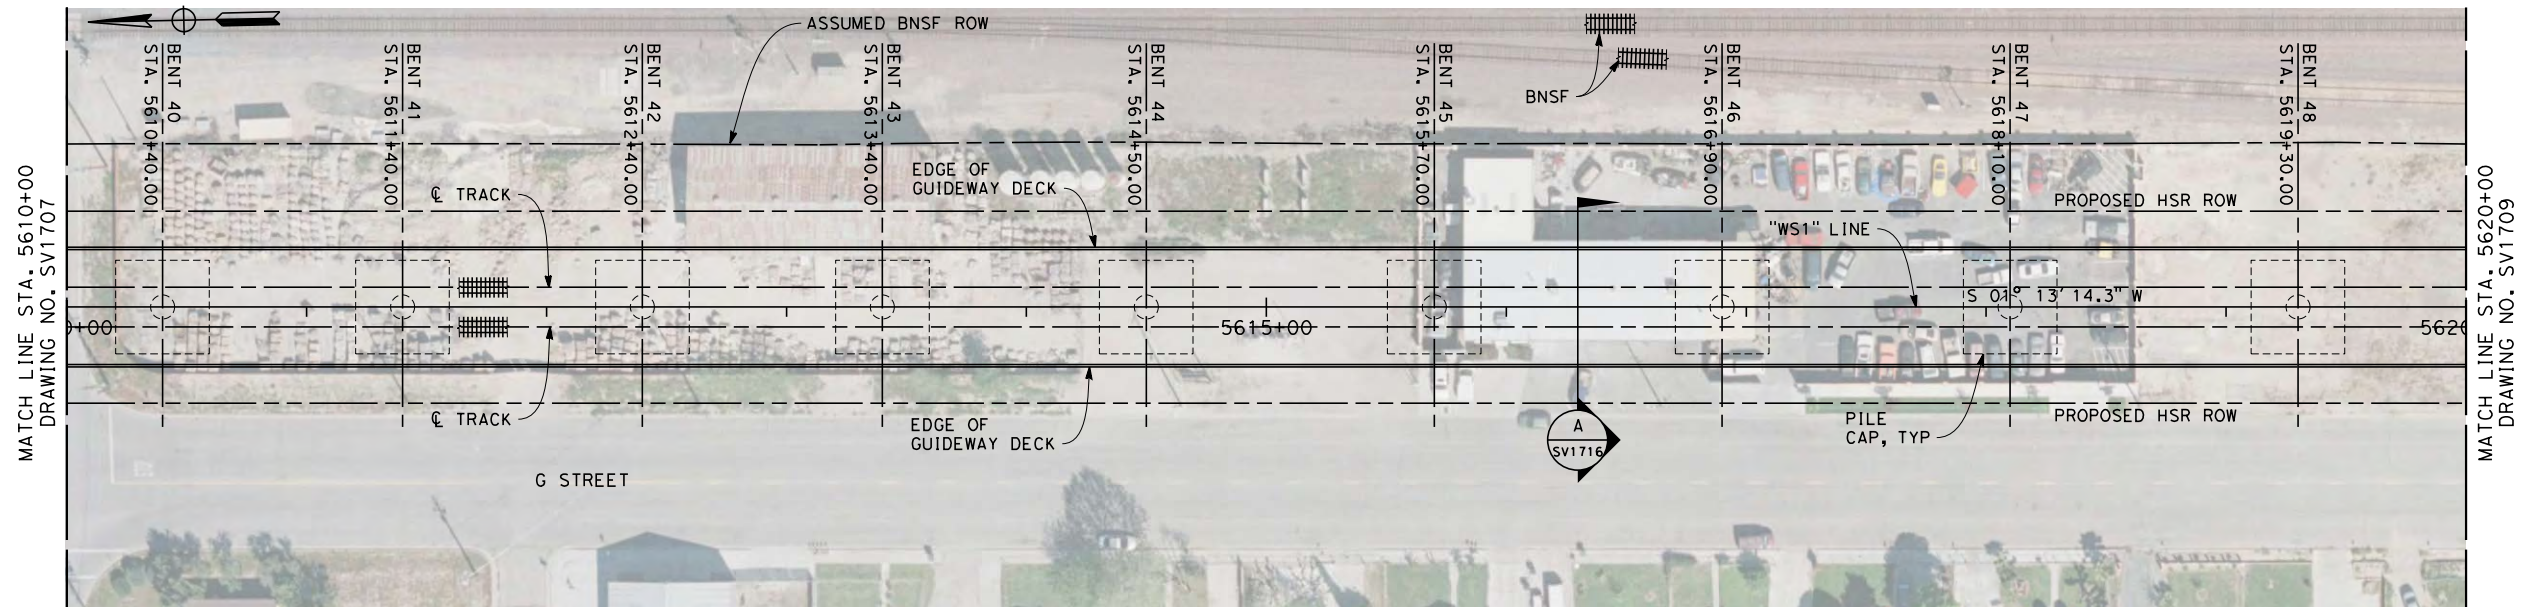 ASSUMED BNSF ROW
BENT 40
STA. 5610+40.00
BENT 41
STA. 5611+40.00
BENT 42
STA. 5612+40.00
BENT 43
STA. 5613+40.00
BENT 44
STA. 5614+50.00
BENT 45
STA. 5615+70.00
BENT 46
STA. 5616+90.00
BENT 47
STA. 5618+10.00
BENT 48
STA. 5619+30.00
BNSF
MATCH LINE STA. 5610+00
DRAWING NO. SV1707
℄ TRACK
EDGE OF
GUIDEWAY DECK
PROPOSED HSR ROW
"WS1" LINE
S 01° 13' 14.3" W
0+00
5615+00
5620
MATCH LINE STA. 5620+00
DRAWING NO. SV1709
℄ TRACK
EDGE OF
GUIDEWAY DECK
A
SV1716
PILE
CAP, TYP
PROPOSED HSR ROW
G STREET